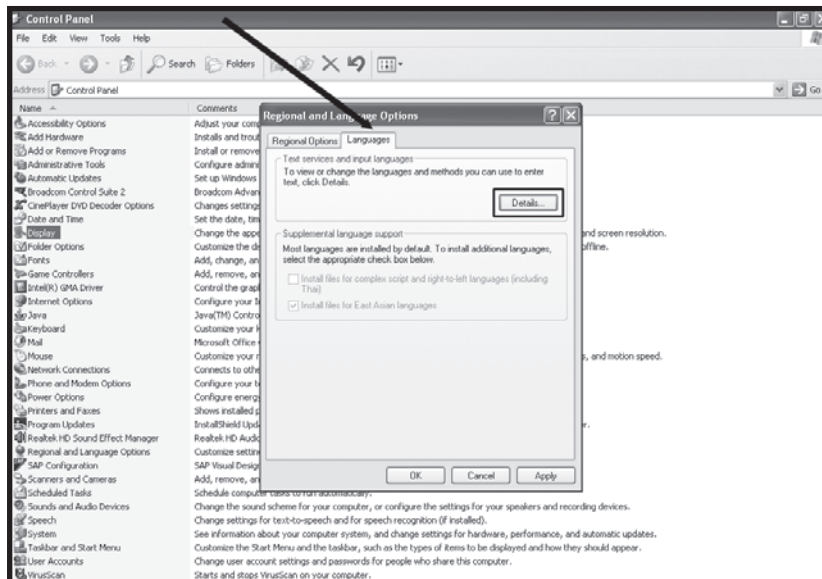 Control Panel
File Edit View Tools Help
Back Search Folders
Address Control Panel Go
Name Comments
Accessibility Options Adjust your com
Add Hardware Installs and trou
Add or Remove Programs Install or remove
Administrative Tools Configure admini
Automatic Updates Set up Windows
Broadcom Control Suite 2 Broadcom Advan
CinePlayer DVD Decoder Options Changes settings
Date and Time Set the date, tim
Display Change the appe and screen resolution.
Folder Options Customize the di offline.
Fonts Add, change, an
Game Controllers Add, remove, an
Intel(R) GMA Driver Control the grap
Internet Options Configure your I
Java Java(TM) Contro
Keyboard Customize your k
Mail Microsoft Office
Mouse Customize your r s, and motion speed.
Network Connections Connects to othe
Phone and Modem Options Configure your t
Power Options Configure energy
Printers and Faxes Shows installed p
Program Updates InstallShield Upd r.
Realtek HD Sound Effect Manager Realtek HD Audio
Regional and Language Options Customize settin
SAP Configuration SAP Visual Design
Scanners and Cameras Add, remove, an
Scheduled Tasks Schedule computer tasks to run automatically.
Sounds and Audio Devices Change the sound scheme for your computer, or configure the settings for your speakers and recording devices.
Speech Change settings for text-to-speech and for speech recognition (if installed).
System See information about your computer system, and change settings for hardware, performance, and automatic updates.
Taskbar and Start Menu Customize the Start Menu and the taskbar, such as the types of items to be displayed and how they should appear.
User Accounts Change user account settings and passwords for people who share this computer.
VirusScan Starts and stops VirusScan on your computer.
Regional and Language Options
Regional Options Languages
Text services and input languages
To view or change the languages and methods you can use to enter
text, click Details.
Details...
Supplemental language support
Most languages are installed by default. To install additional languages,
select the appropriate check box below.
Install files for complex script and right-to-left languages (including
Thai)
Install files for East Asian languages
OK Cancel Apply